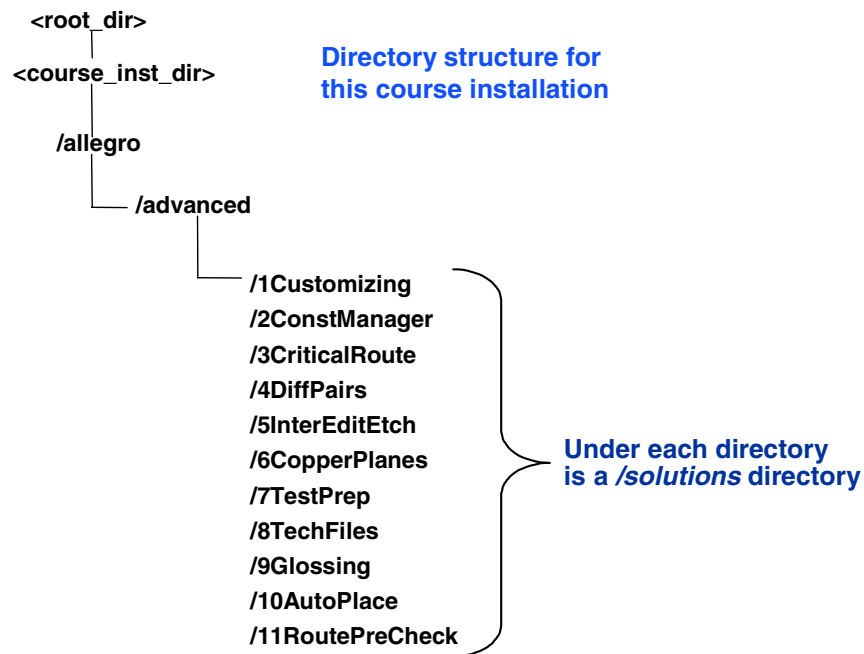 <root_dir>
Directory structure for
this course installation
<course_inst_dir>
/allegro
/advanced
/1Customizing
/2ConstManager
/3CriticalRoute
/4DiffPairs
/5InterEditEtch
/6CopperPlanes
/7TestPrep
/8TechFiles
/9Glossing
/10AutoPlace
/11RoutePreCheck
Under each directory
is a /solutions directory